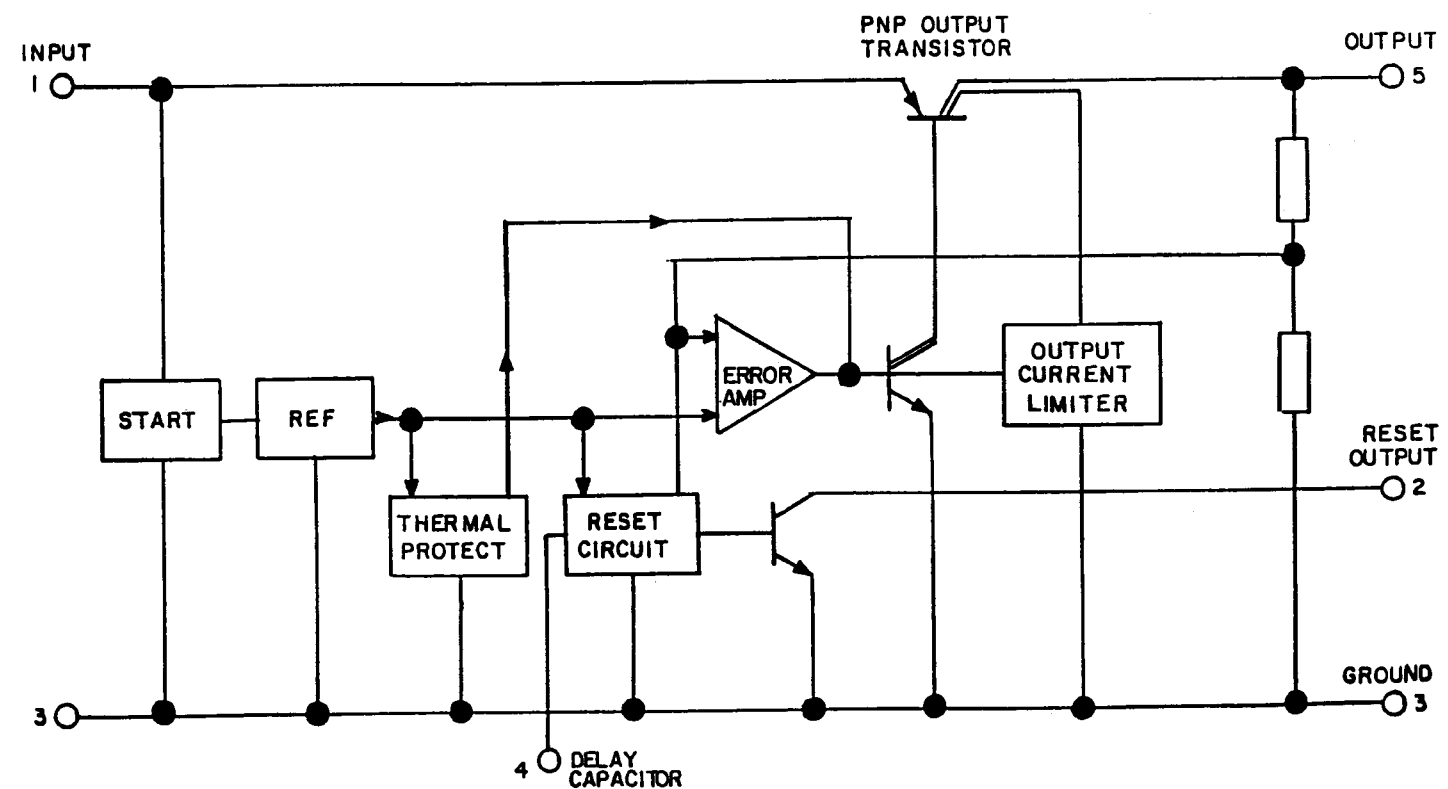 PNP OUTPUT
TRANSISTOR
INPUT
1
OUTPUT
5
ERROR
AMP
OUTPUT
CURRENT
LIMITER
START
REF
RESET
OUTPUT
2
THERMAL
PROTECT
RESET
CIRCUIT
GROUND
3
3
4
DELAY
CAPACITOR